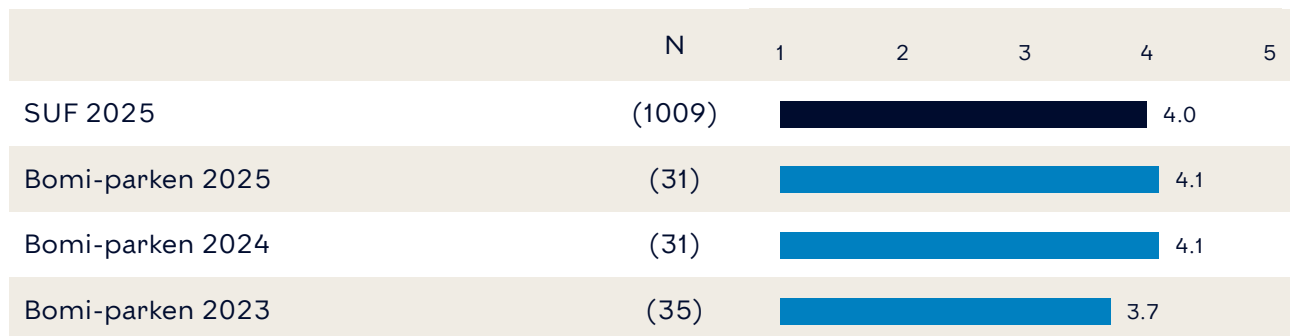 N 1 2 3 4 5
SUF 2025 (1009) 4.0
Bomi-parken 2025 (31) 4.1
Bomi-parken 2024 (31) 4.1
Bomi-parken 2023 (35) 3.7